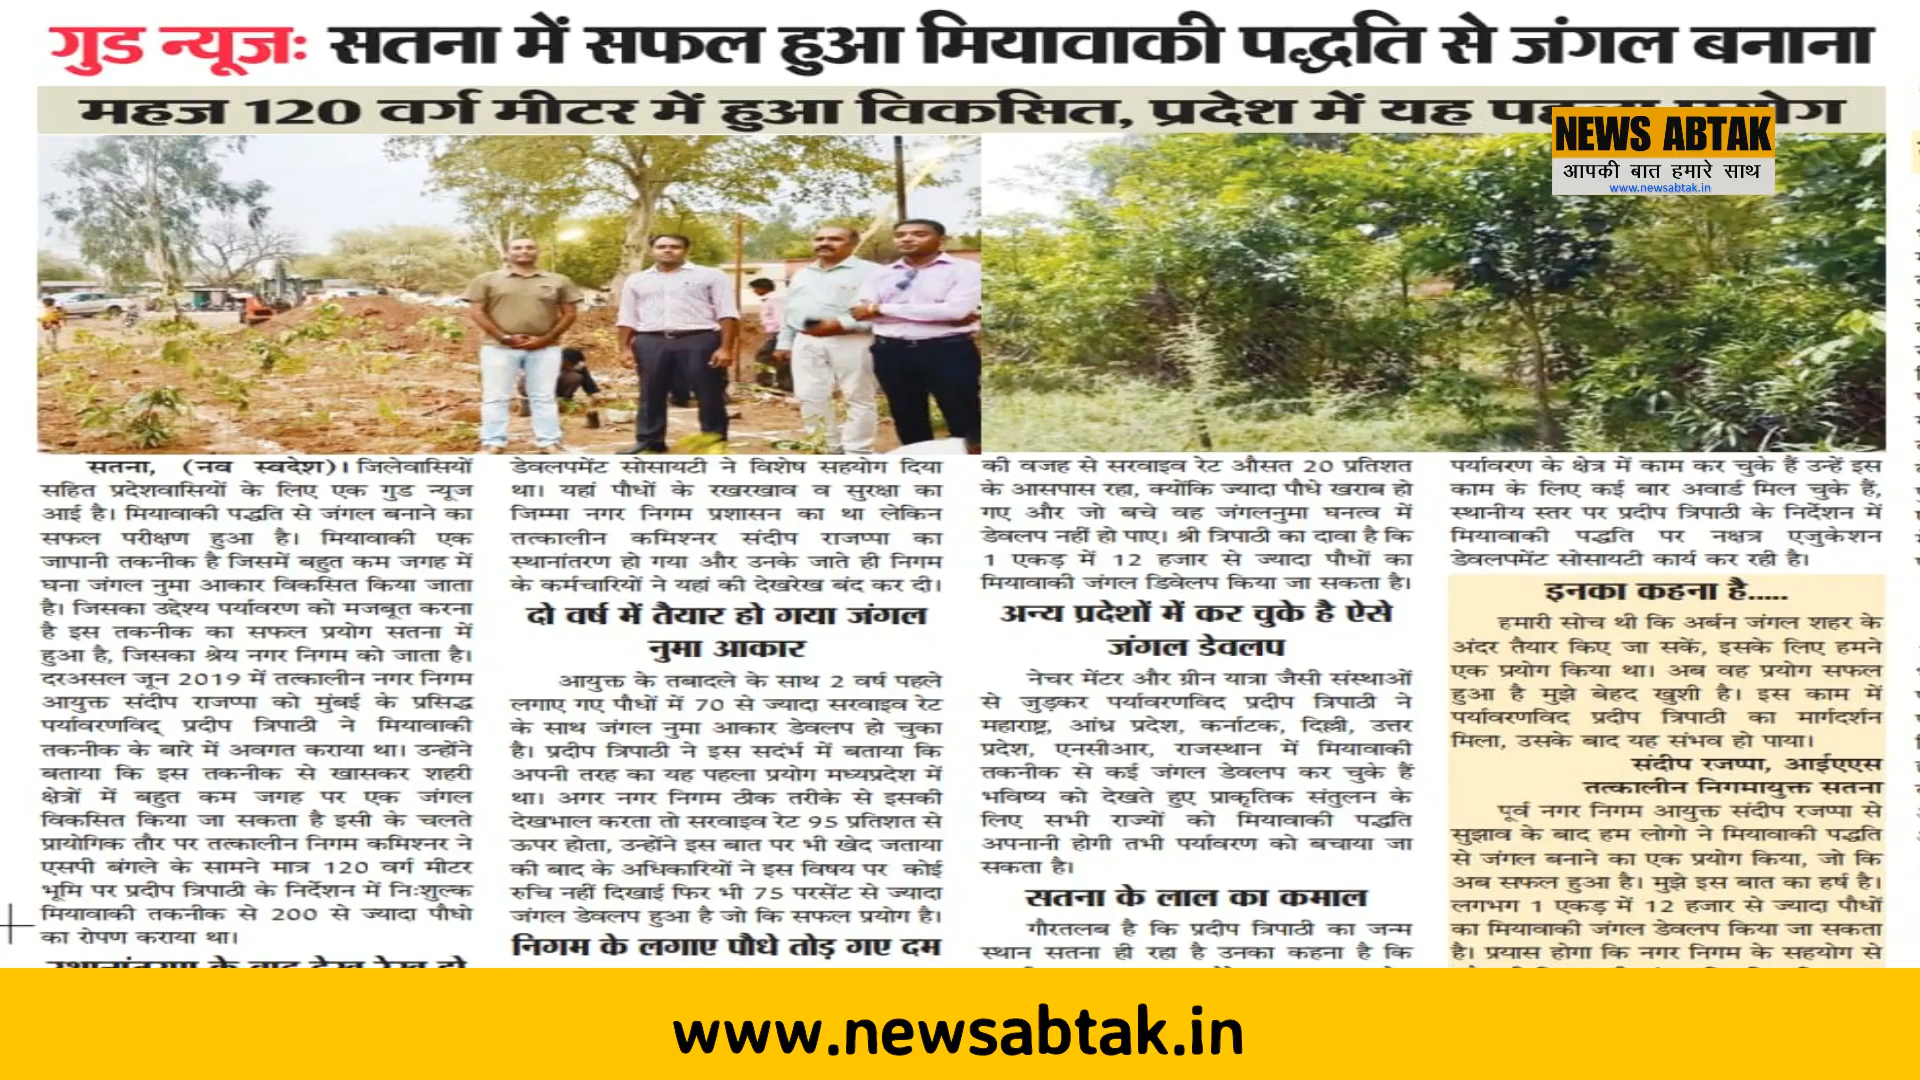 गुड न्यूजः सतना में सफल हुआ मियावाकी पद्धति से जंगल बनाना
महज 120 वर्ग मीटर में हुआ विकसित, प्रदेश में यह
NEWS ABTAK
आपकी बात हमारे साथ
www.newsabtak.in
सतना, (नव स्वदेश)। जिलेवासियों
सहित प्रदेशवासियों के लिए एक गुड न्यूज
आई है। मियावाकी पद्धति से जंगल बनाने का
सफल परीक्षण हुआ है। मियावाकी एक
जापानी तकनीक है जिसमें बहुत कम जगह में
घना जंगल नुमा आकार विकसित किया जाता
है। जिसका उद्देश्य पर्यावरण को मजबूत करना
है इस तकनीक का सफल प्रयोग सतना में
हुआ है, जिसका श्रेय नगर निगम को जाता है।
दरअसल जून 2019 में तत्कालीन नगर निगम
आयुक्त संदीप राजप्पा को मुंबई के प्रसिद्ध
पर्यावरणविद् प्रदीप त्रिपाठी ने मियावाकी
तकनीक के बारे में अवगत कराया था। उन्होंने
बताया कि इस तकनीक से खासकर शहरी
क्षेत्रों में बहुत कम जगह पर एक जंगल
विकसित किया जा सकता है इसी के चलते
प्रायोगिक तौर पर तत्कालीन निगम कमिश्नर ने
एसपी बंगले के सामने मात्र 120 वर्ग मीटर
भूमि पर प्रदीप त्रिपाठी के निर्देशन में निःशुल्क
मियावाकी तकनीक से 200 से ज्यादा पौधो
का रोपण कराया था।
डेवलपमेंट सोसायटी ने विशेष सहयोग दिया
था। यहां पौधों के रखरखाव व सुरक्षा का
जिम्मा नगर निगम प्रशासन का था लेकिन
तत्कालीन कमिश्नर संदीप राजप्पा का
स्थानांतरण हो गया और उनके जाते ही निगम
के कर्मचारियों ने यहां की देखरेख बंद कर दी।
दो वर्ष में तैयार हो गया जंगल
नुमा आकार
आयुक्त के तबादले के साथ 2 वर्ष पहले
लगाए गए पौधों में 70 से ज्यादा सरवाइव रेट
के साथ जंगल नुमा आकार डेवलप हो चुका
है। प्रदीप त्रिपाठी ने इस सदंर्भ में बताया कि
अपनी तरह का यह पहला प्रयोग मध्यप्रदेश में
था। अगर नगर निगम ठीक तरीके से इसकी
देखभाल करता तो सरवाइव रेट 95 प्रतिशत से
ऊपर होता, उन्होंने इस बात पर भी खेद जताया
की बाद के अधिकारियों ने इस विषय पर कोई
रुचि नहीं दिखाई फिर भी 75 परसेंट से ज्यादा
जंगल डेवलप हुआ है जो कि सफल प्रयोग है।
निगम के लगाए पौधे तोड़ गए दम
की वजह से सरवाइव रेट औसत 20 प्रतिशत
के आसपास रहा, क्योंकि ज्यादा पौधे खराब हो
गए और जो बचे वह जंगलनुमा घनत्व में
डेवलप नहीं हो पाए। श्री त्रिपाठी का दावा है कि
1 एकड़ में 12 हजार से ज्यादा पौधों का
मियावाकी जंगल डिवेलप किया जा सकता है।
अन्य प्रदेशों में कर चुके है ऐसे
जंगल डेवलप
नेचर मेंटर और ग्रीन यात्रा जैसी संस्थाओं
से जुड़कर पर्यावरणविद प्रदीप त्रिपाठी ने
महाराष्ट्र, आंध्र प्रदेश, कर्नाटक, दिल्ली, उत्तर
प्रदेश, एनसीआर, राजस्थान में मियावाकी
तकनीक से कई जंगल डेवलप कर चुके हैं
भविष्य को देखते हुए प्राकृतिक संतुलन के
लिए सभी राज्यों को मियावाकी पद्धति
अपनानी होगी तभी पर्यावरण को बचाया जा
सकता है।
सतना के लाल का कमाल
गौरतलब है कि प्रदीप त्रिपाठी का जन्म
स्थान सतना ही रहा है उनका कहना है कि
पर्यावरण के क्षेत्र में काम कर चुके हैं उन्हें इस
काम के लिए कई बार अवार्ड मिल चुके हैं,
स्थानीय स्तर पर प्रदीप त्रिपाठी के निर्देशन में
मियावाकी पद्धति पर नक्षत्र एजुकेशन
डेवलपमेंट सोसायटी कार्य कर रही है।
इनका कहना है.....
हमारी सोच थी कि अर्बन जंगल शहर के
अंदर तैयार किए जा सकें, इसके लिए हमने
एक प्रयोग किया था। अब वह प्रयोग सफल
हुआ है मुझे बेहद खुशी है। इस काम में
पर्यावरणविद प्रदीप त्रिपाठी का मार्गदर्शन
मिला, उसके बाद यह संभव हो पाया।
संदीप रजप्पा, आईएएस
तत्कालीन निगमायुक्त सतना
पूर्व नगर निगम आयुक्त संदीप रजप्पा से
सुझाव के बाद हम लोगो ने मियावाकी पद्धति
से जंगल बनाने का एक प्रयोग किया, जो कि
अब सफल हुआ है। मुझे इस बात का हर्ष है।
लगभग 1 एकड़ में 12 हजार से ज्यादा पौधों
का मियावाकी जंगल डेवलप किया जा सकता
है। प्रयास होगा कि नगर निगम के सहयोग से
www.newsabtak.in